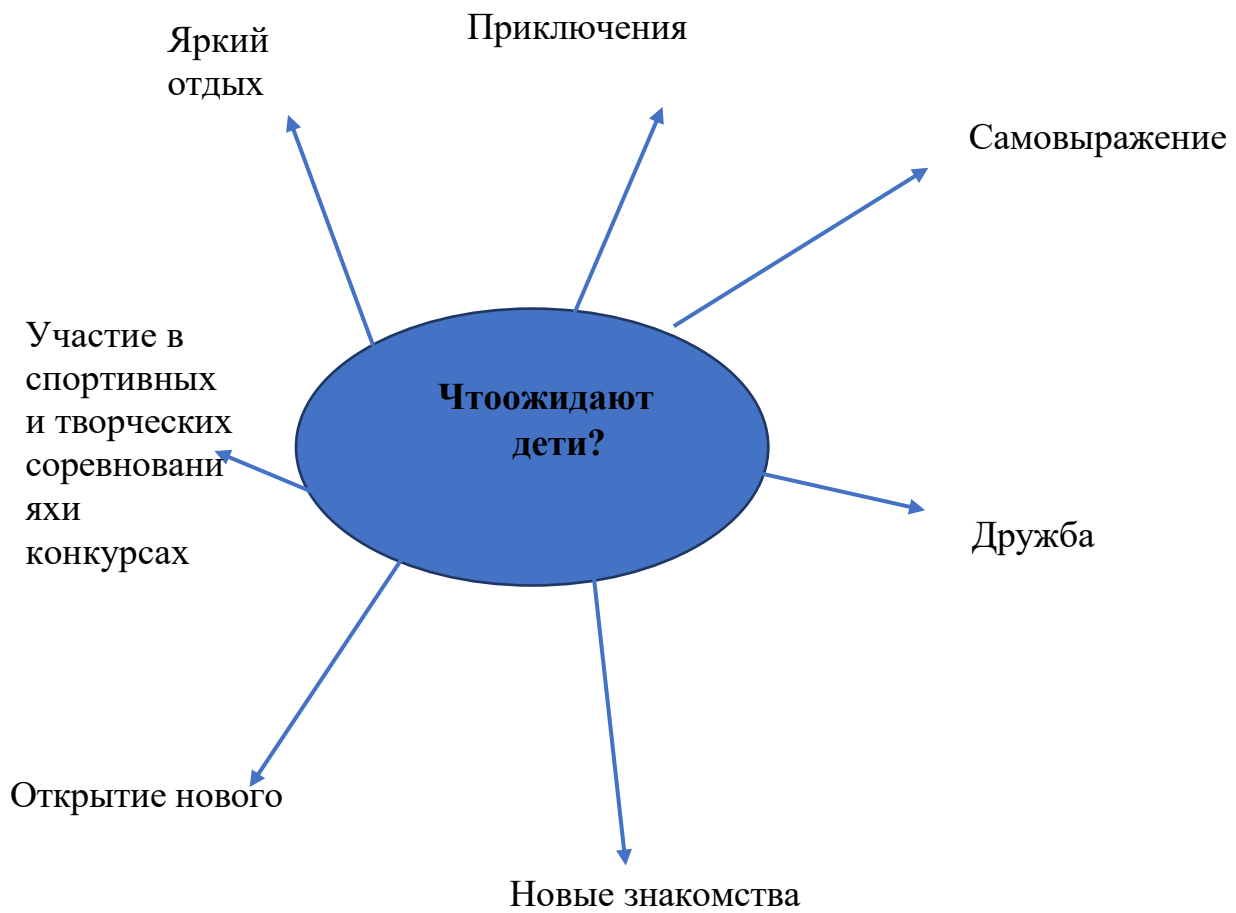 Яркий
отдых
Приключения
Самовыражение
Участие в
спортивных
и творческих
соревновани
яхи
конкурсах
Чтоожидают
дети?
Дружба
Открытие нового
Новые знакомства